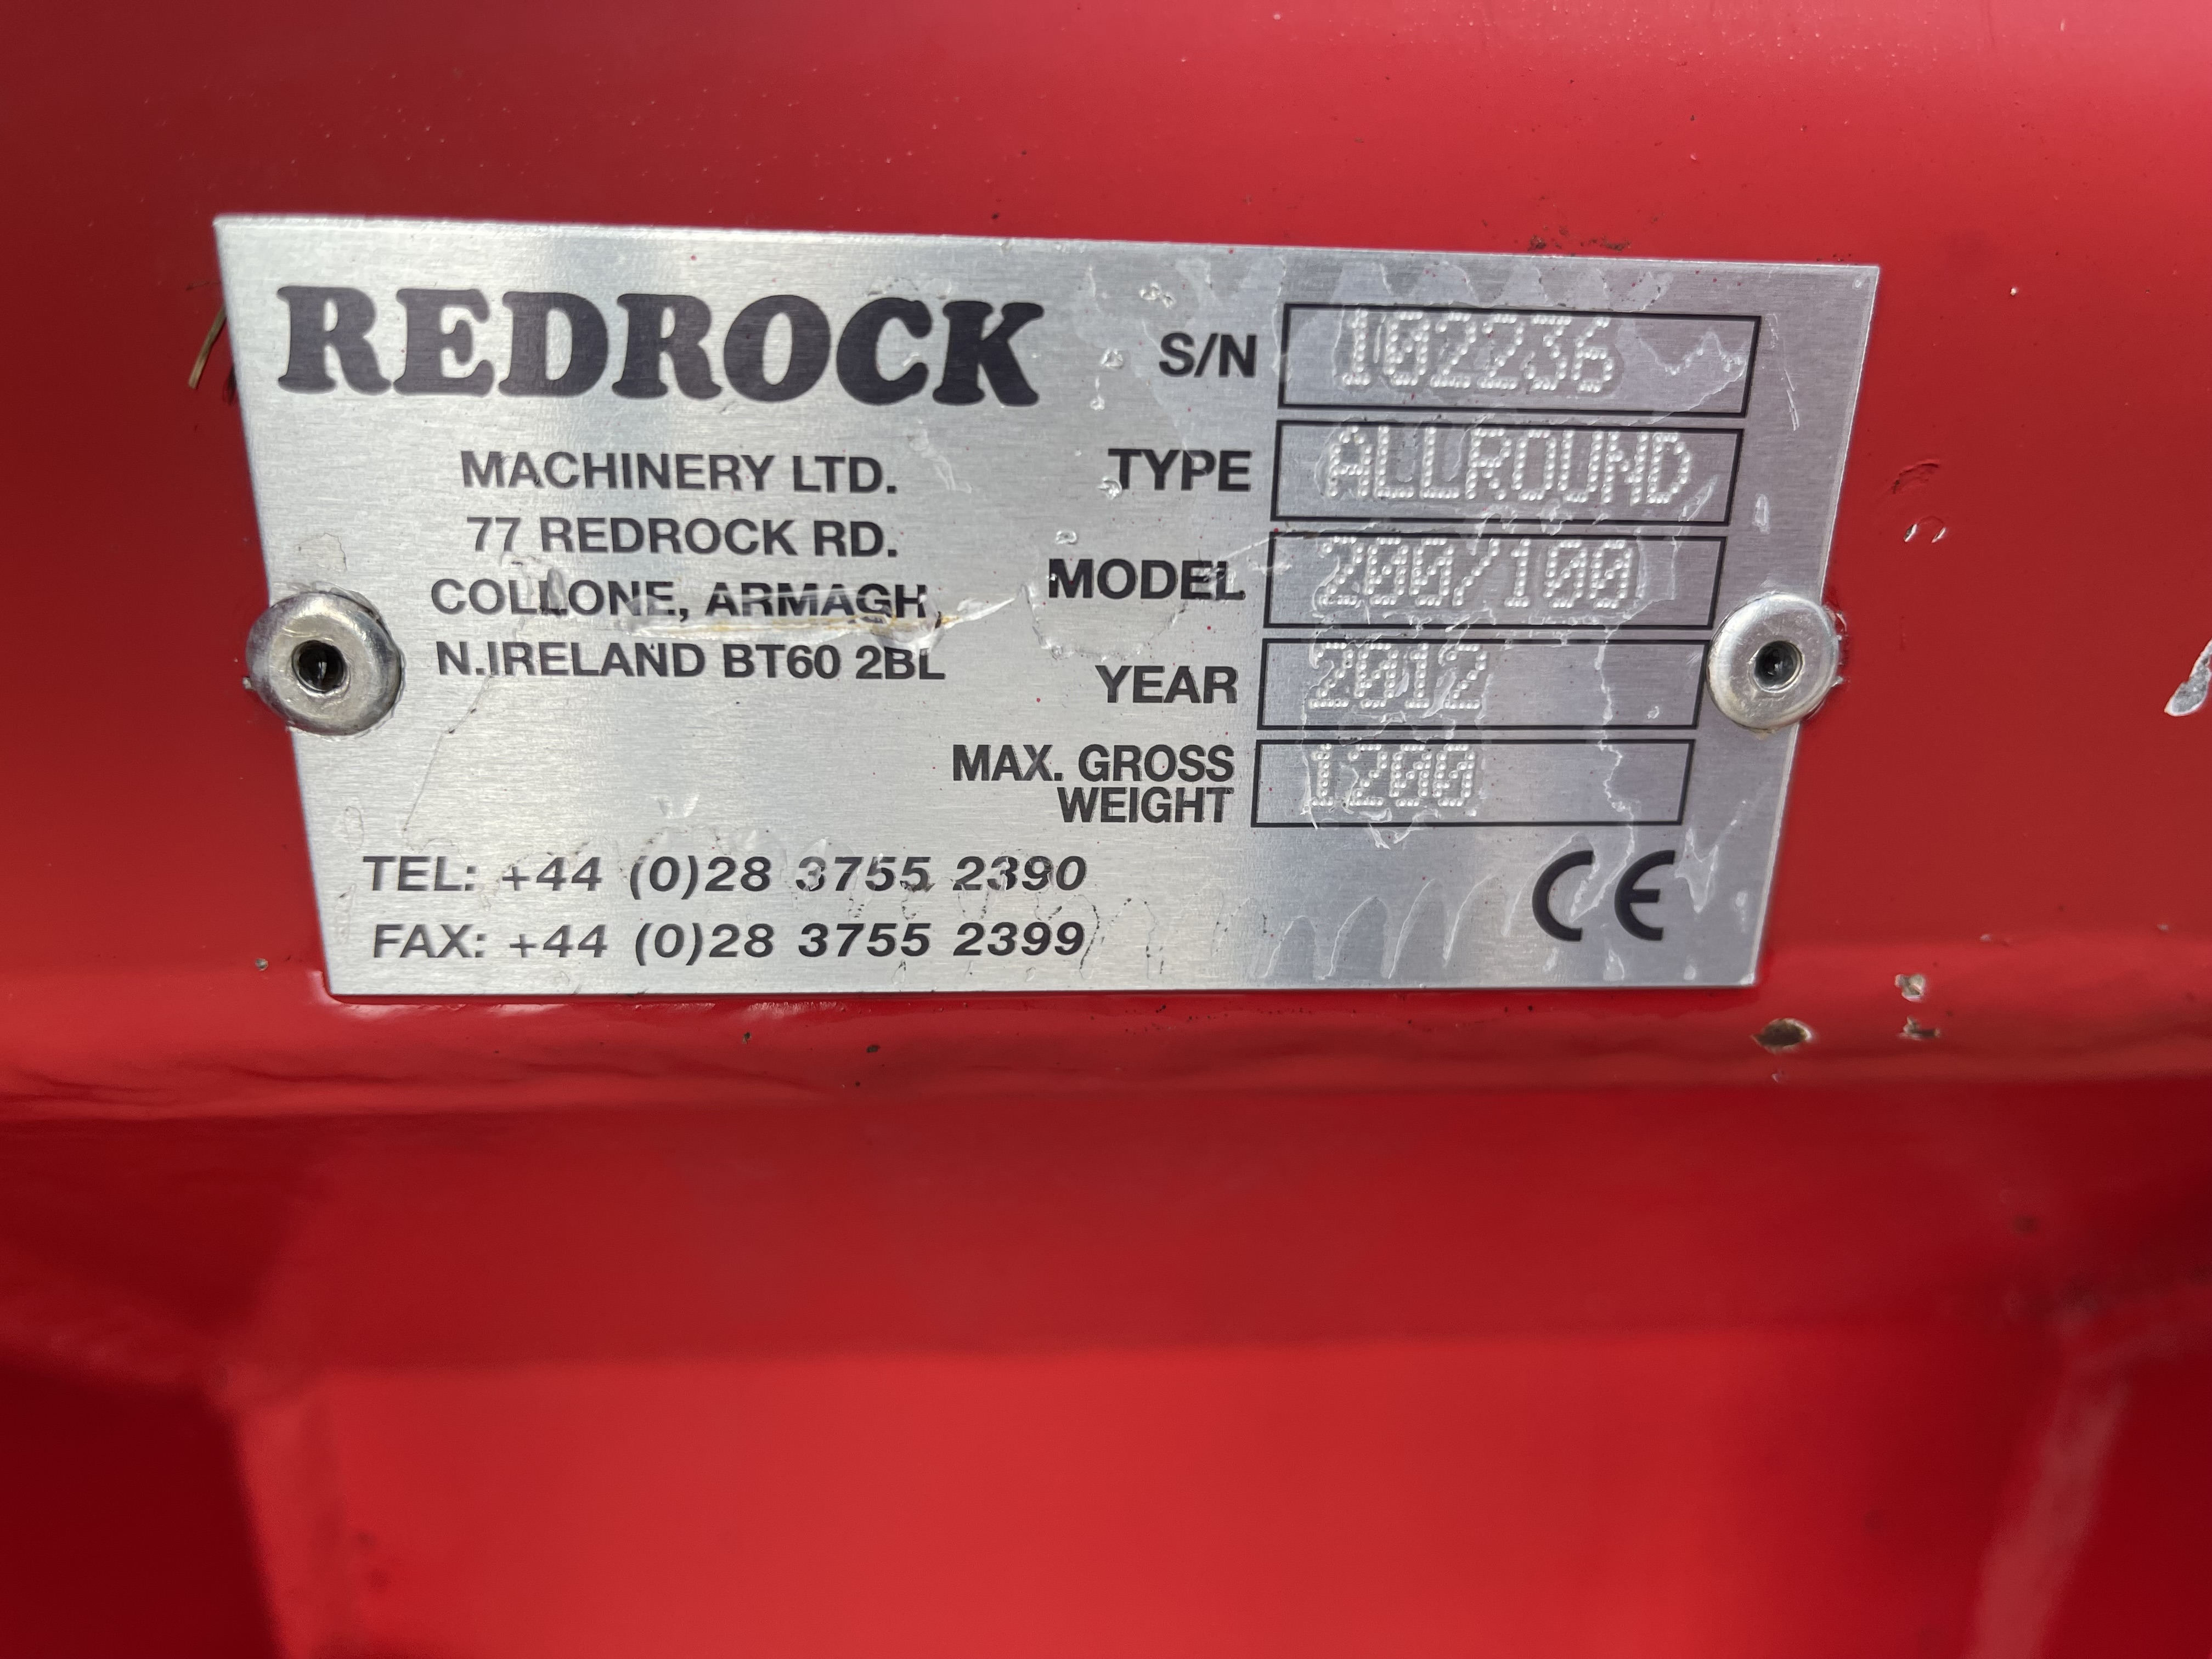 REDROCK
MACHINERY LTD.
77 REDROCK RD.
COLLONE, ARMAGH
N.IRELAND BT60 2BL
TEL: +44 (0)28 3755 2390
FAX: +44 (0)28 3755 2399
S/N 102236
TYPE ALLROUND
MODEL 200/100
YEAR 2012
MAX. GROSS
WEIGHT 1200
CE